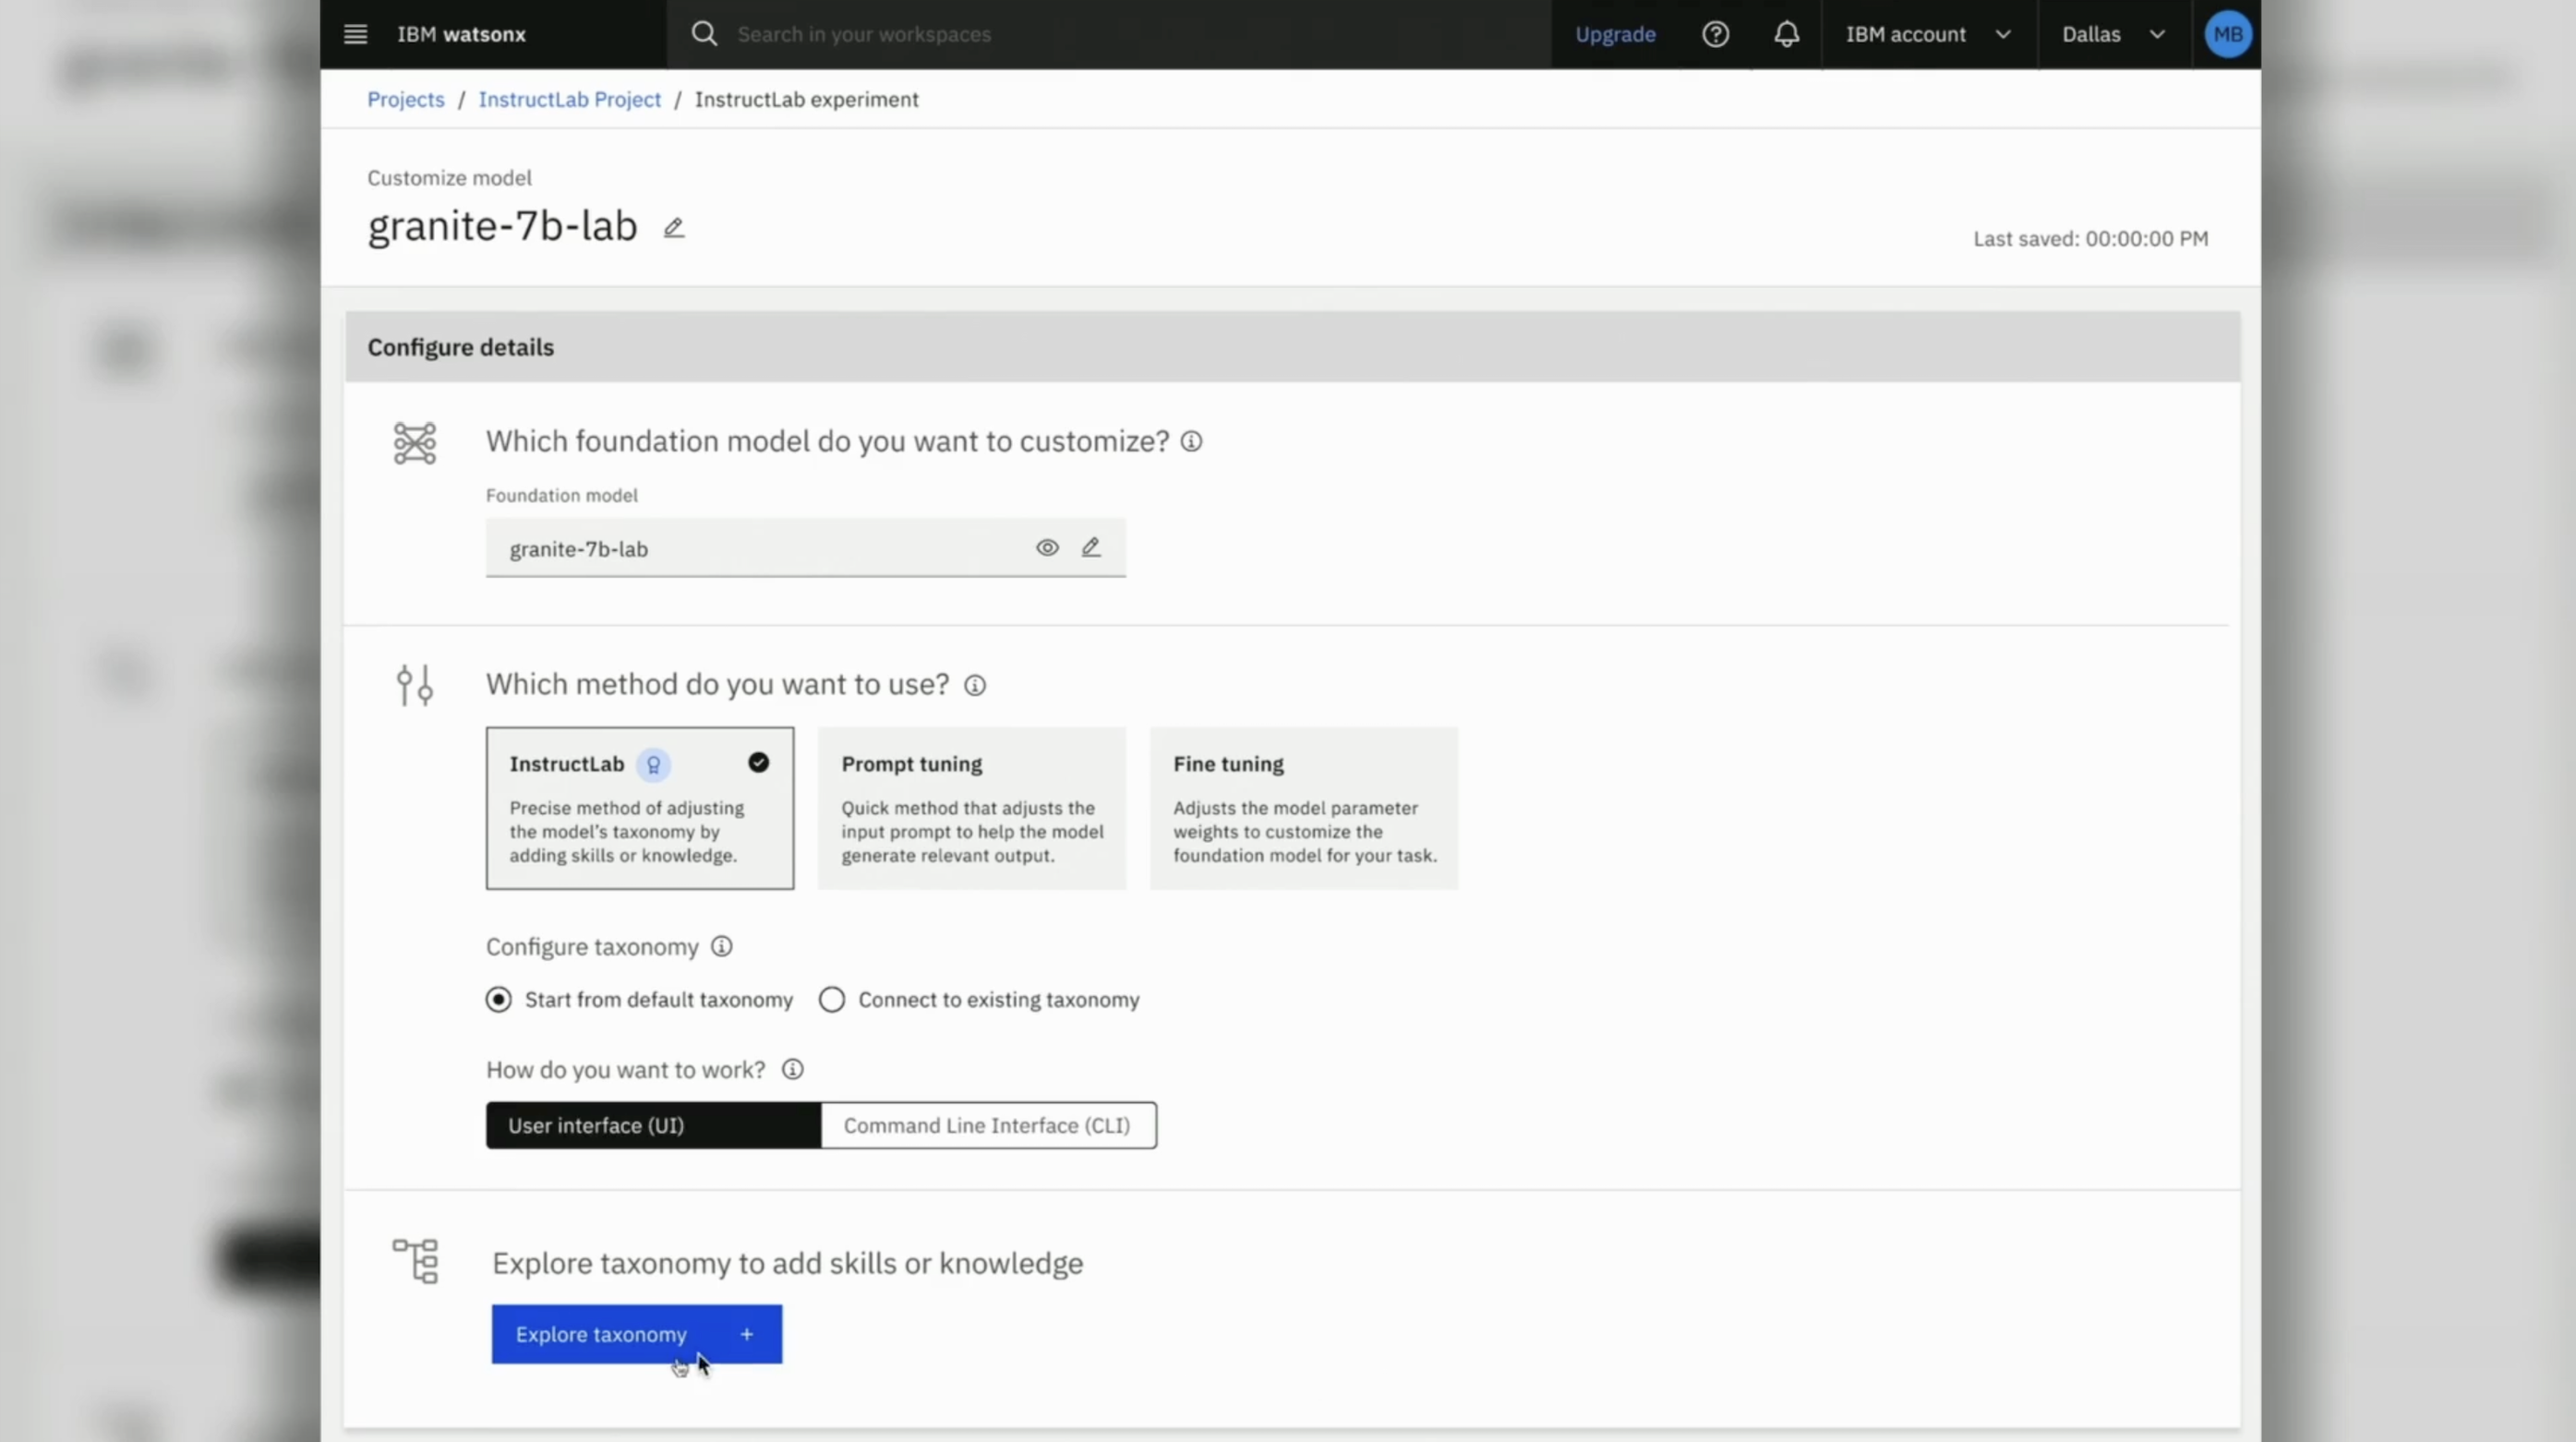 IBM watsonx
Search in your workspaces
Upgrade
IBM account
Dallas
MB
Projects / InstructLab Project / InstructLab experiment
Customize model
granite-7b-lab
Last saved: 00:00:00 PM
Configure details
Which foundation model do you want to customize?
Foundation model
granite-7b-lab
Which method do you want to use?
InstructLab
Precise method of adjusting
the model's taxonomy by
adding skills or knowledge.
Prompt tuning
Quick method that adjusts the
input prompt to help the model
generate relevant output.
Fine tuning
Adjusts the model parameter
weights to customize the
foundation model for your task.
Configure taxonomy
Start from default taxonomy
Connect to existing taxonomy
How do you want to work?
User interface (UI)
Command Line Interface (CLI)
Explore taxonomy to add skills or knowledge
Explore taxonomy +